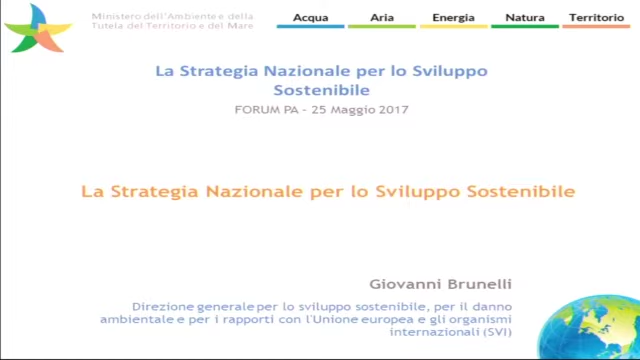 Ministero dell'Ambiente e della
Tutela del Territorio e del Mare
Acqua Aria Energia Natura Territorio
La Strategia Nazionale per lo Sviluppo
Sostenibile
FORUM PA – 25 Maggio 2017
La Strategia Nazionale per lo Sviluppo Sostenibile
Giovanni Brunelli
Direzione generale per lo sviluppo sostenibile, per il danno
ambientale e per i rapporti con l'Unione europea e gli organismi
internazionali (SVI)